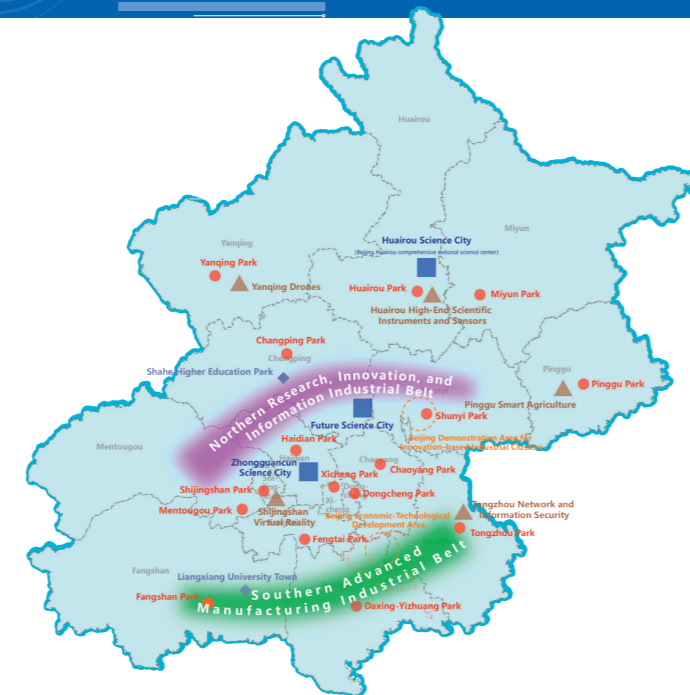 Huairou
Miyun
Yanqing
Huairou Science City
(Beijing Huairou comprehensive national science center)
Yanqing Park
Yanqing Drones
Huairou Park
Miyun Park
Huairou High-End Scientific
Instruments and Sensors
Changping Park
Changping
Shahe Higher Education Park
Pinggu
Pinggu Park
Pinggu Smart Agriculture
Northern Research, Innovation, and
Information Industrial Belt
Shunyi Park
Future Science City
Beijing Demonstration Area for
Innovation-based Industrial Clusters
Mentougou
Haidian Park
Haidian
Zhongguancun
Science City
Chaoyang
Chaoyang Park
Xicheng Park
Shijingshan Park
Dongcheng Park
Xi-
cheng
Mentougou Park
Shijingshan
Virtual Reality
Beijing Economic-Technological
Development Area
Tongzhou Network and
Information Security
Tongzhou Park
Fengtai Park
Fangshan
Liangxiang University Town
Southern Advanced
Manufacturing Industrial Belt
Fangshan Park
Daxing-Yizhuang Park